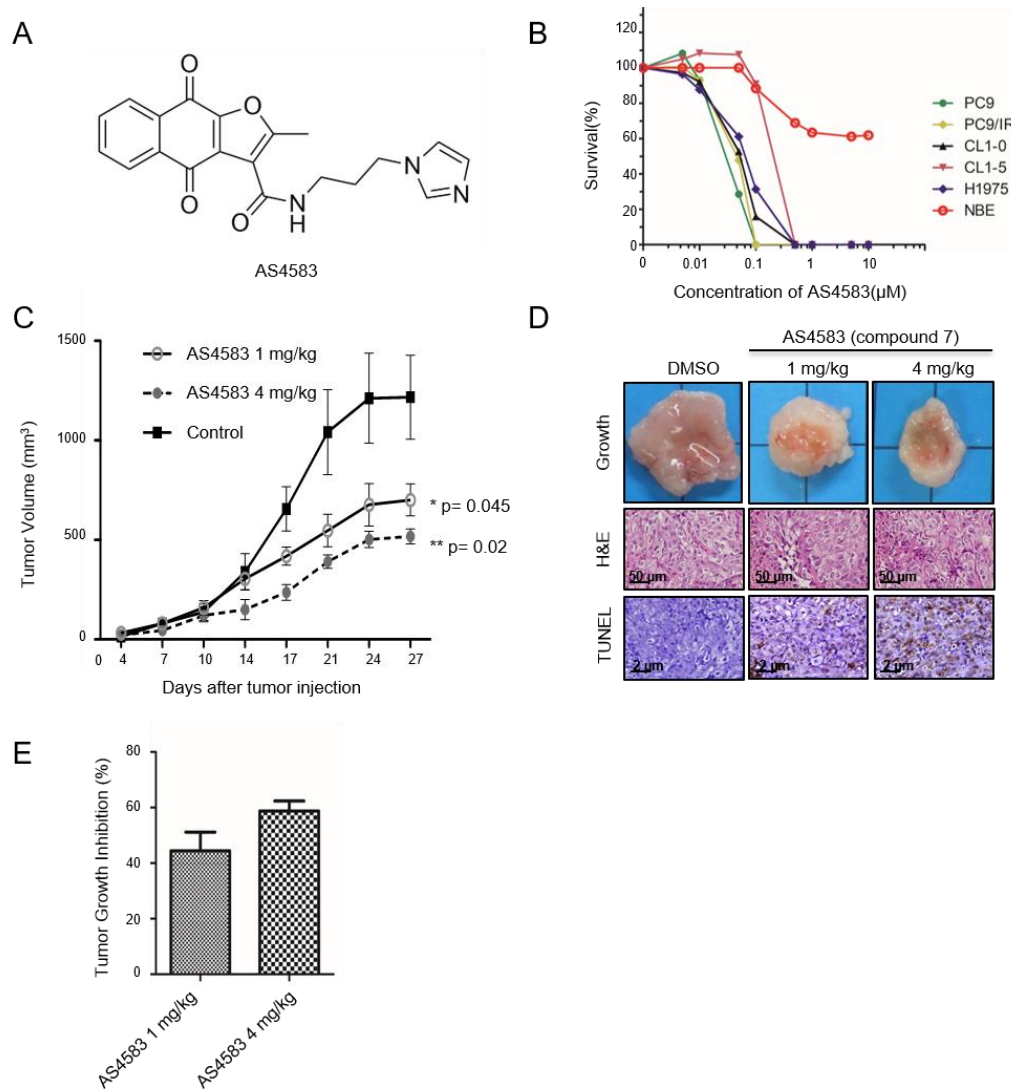 A
O
O
O
O
N
H
N
N
AS4583
B
Survival(%)
120
100
80
60
40
20
0
0
0.01
0.1
1
10
Concentration of AS4583(µM)
PC9
PC9/IR
CL1-0
CL1-5
H1975
NBE
C
Tumor Volume (mm³)
1500
1000
500
0
AS4583 1 mg/kg
AS4583 4 mg/kg
Control
* p= 0.045
** p= 0.02
0 4 7 10 14 17 21 24 27
Days after tumor injection
D
AS4583 (compound 7)
DMSO 1 mg/kg 4 mg/kg
Growth
H&E
50 µm 50 µm 50 µm
TUNEL
2 µm 2 µm 2 µm
E
Tumor Growth Inhibition (%)
80
60
40
20
0
AS4583 1 mg/kg
AS4583 4 mg/kg